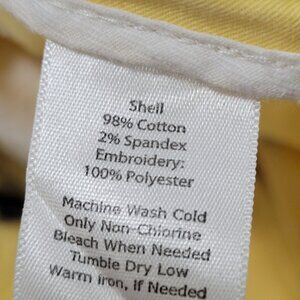 Shell
98% Cotton
2% Spandex
Embroidery:
100% Polyester
Machine Wash Cold
Only Non-Chlorine
Bleach When Needed
Tumble Dry Low
Warm Iron, if Needed